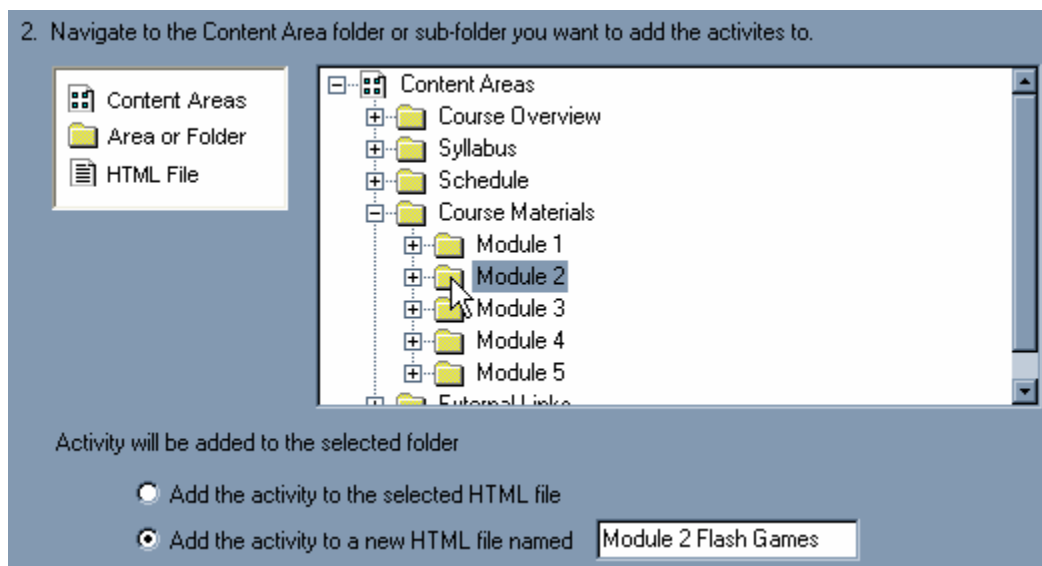 2. Navigate to the Content Area folder or sub-folder you want to add the activites to.
Content Areas
Area or Folder
HTML File
Content Areas
Course Overview
Syllabus
Schedule
Course Materials
Module 1
Module 2
Module 3
Module 4
Module 5
External Links
Activity will be added to the selected folder
Add the activity to the selected HTML file
Add the activity to a new HTML file named Module 2 Flash Games